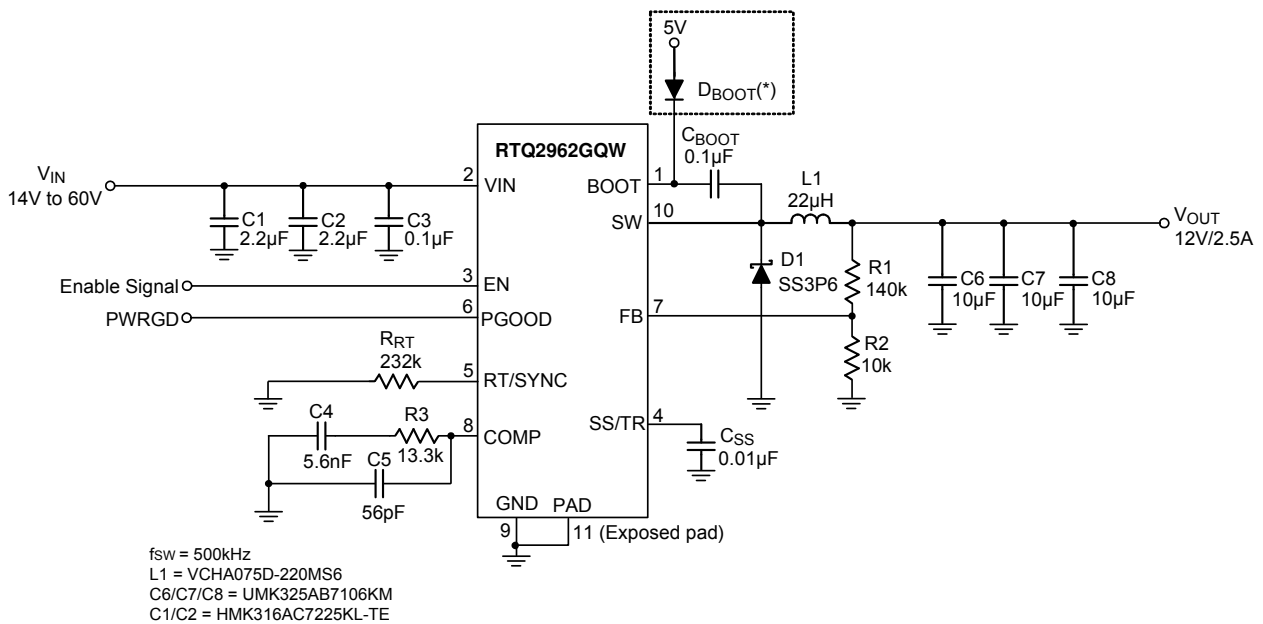 5V
DBOOT(*)
CBOOT
0.1µF
RTQ2962GQW
VIN
14V to 60V
2
VIN
BOOT
1
L1
22µH
SW
10
VOUT
12V/2.5A
C1
2.2µF
C2
2.2µF
C3
0.1µF
D1
SS3P6
R1
140k
C6
10µF
C7
10µF
C8
10µF
Enable Signal
3
EN
PWRGD
6
PGOOD
FB
7
RRT
232k
5
RT/SYNC
R2
10k
C4
5.6nF
R3
13.3k
8
COMP
SS/TR
4
CSS
0.01µF
C5
56pF
GND
PAD
9
11 (Exposed pad)
fSW = 500kHz
L1 = VCHA075D-220MS6
C6/C7/C8 = UMK325AB7106KM
C1/C2 = HMK316AC7225KL-TE